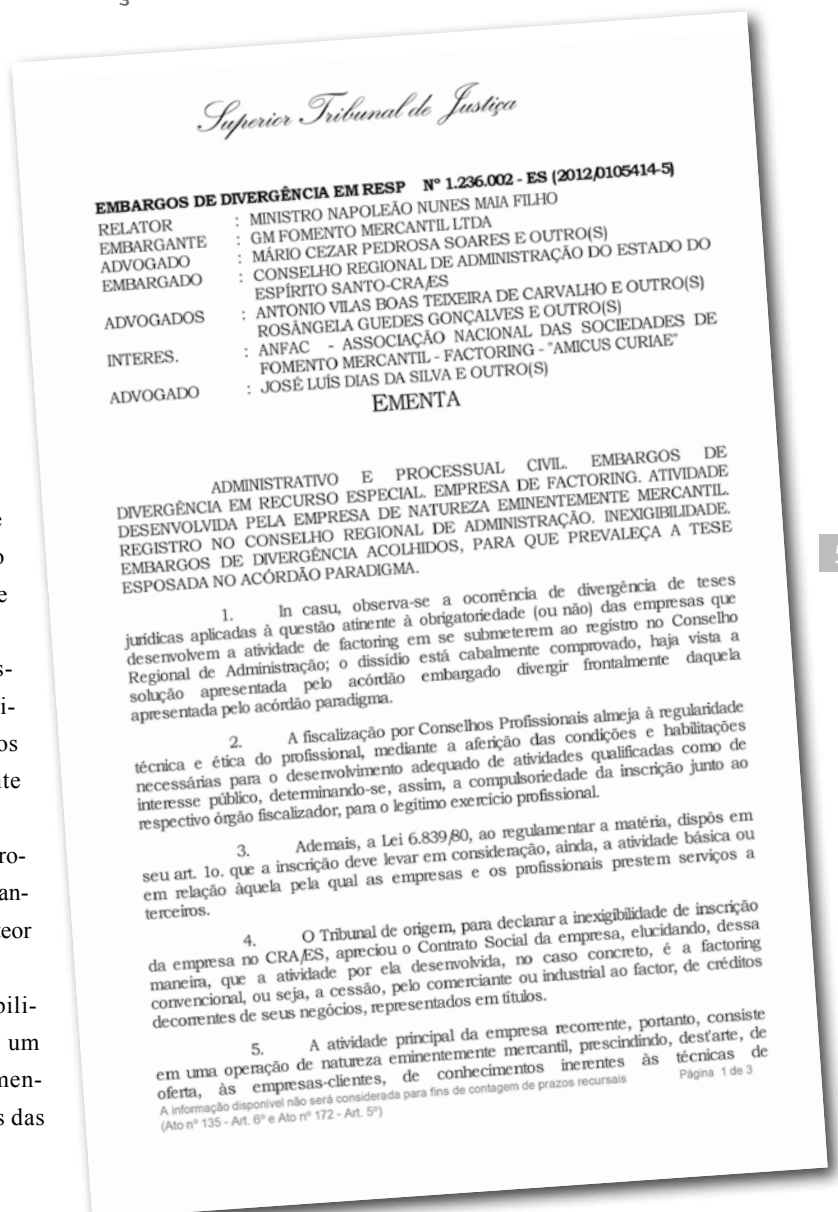 Superior Tribunal de Justiça
EMBARGOS DE DIVERGÊNCIA EM RESP Nº 1.236.002 - ES (2012/0105414-5)
RELATOR : MINISTRO NAPOLEÃO NUNES MAIA FILHO
EMBARGANTE : GM FOMENTO MERCANTIL LTDA
ADVOGADO : MÁRIO CEZAR PEDROSA SOARES E OUTRO(S)
EMBARGADO : CONSELHO REGIONAL DE ADMINISTRAÇÃO DO ESTADO DO
ESPÍRITO SANTO-CRA/ES
ADVOGADOS : ANTONIO VILAS BOAS TEIXEIRA DE CARVALHO E OUTRO(S)
ROSÂNGELA GUEDES GONÇALVES E OUTRO(S)
INTERES. : ANFAC - ASSOCIAÇÃO NACIONAL DAS SOCIEDADES DE
FOMENTO MERCANTIL - FACTORING - "AMICUS CURIAE"
ADVOGADO : JOSÉ LUÍS DIAS DA SILVA E OUTRO(S)
EMENTA
ADMINISTRATIVO E PROCESSUAL CIVIL. EMBARGOS DE
DIVERGÊNCIA EM RECURSO ESPECIAL. EMPRESA DE FACTORING. ATIVIDADE
DESENVOLVIDA PELA EMPRESA DE NATUREZA EMINENTEMENTE MERCANTIL.
REGISTRO NO CONSELHO REGIONAL DE ADMINISTRAÇÃO. INEXIGIBILIDADE.
EMBARGOS DE DIVERGÊNCIA ACOLHIDOS, PARA QUE PREVALEÇA A TESE
ESPOSADA NO ACÓRDÃO PARADIGMA.
1. In casu, observa-se a ocorrência de divergência de teses
jurídicas aplicadas à questão atinente à obrigatoriedade (ou não) das empresas que
desenvolvem a atividade de factoring em se submeterem ao registro no Conselho
Regional de Administração; o dissídio está cabalmente comprovado, haja vista a
solução apresentada pelo acórdão embargado divergir frontalmente daquela
apresentada pelo acórdão paradigma.
2. A fiscalização por Conselhos Profissionais almeja à regularidade
técnica e ética do profissional, mediante a aferição das condições e habilitações
necessárias para o desenvolvimento adequado de atividades qualificadas como de
interesse público, determinando-se, assim, a compulsoriedade da inscrição junto ao
respectivo órgão fiscalizador, para o legítimo exercício profissional.
3. Ademais, a Lei 6.839/80, ao regulamentar a matéria, dispôs em
seu art. 1o. que a inscrição deve levar em consideração, ainda, a atividade básica ou
em relação àquela pela qual as empresas e os profissionais prestem serviços a
terceiros.
4. O Tribunal de origem, para declarar a inexigibilidade de inscrição
da empresa no CRA/ES, apreciou o Contrato Social da empresa, elucidando, dessa
maneira, que a atividade por ela desenvolvida, no caso concreto, é a factoring
convencional, ou seja, a cessão, pelo comerciante ou industrial ao factor, de créditos
decorrentes de seus negócios, representados em títulos.
5. A atividade principal da empresa recorrente, portanto, consiste
em uma operação de natureza eminentemente mercantil, prescindindo, dest'arte, de
oferta, às empresas-clientes, de conhecimentos inerentes às técnicas de
A informação disponível não será considerada para fins de contagem de prazos recursais
(Ato nº 135 - Art. 6º e Ato nº 172 - Art. 5º)
Página 1 de 3
e
o
e
s-
i-
os
nte
ro-
an-
teor
bili-
um
men-
s das